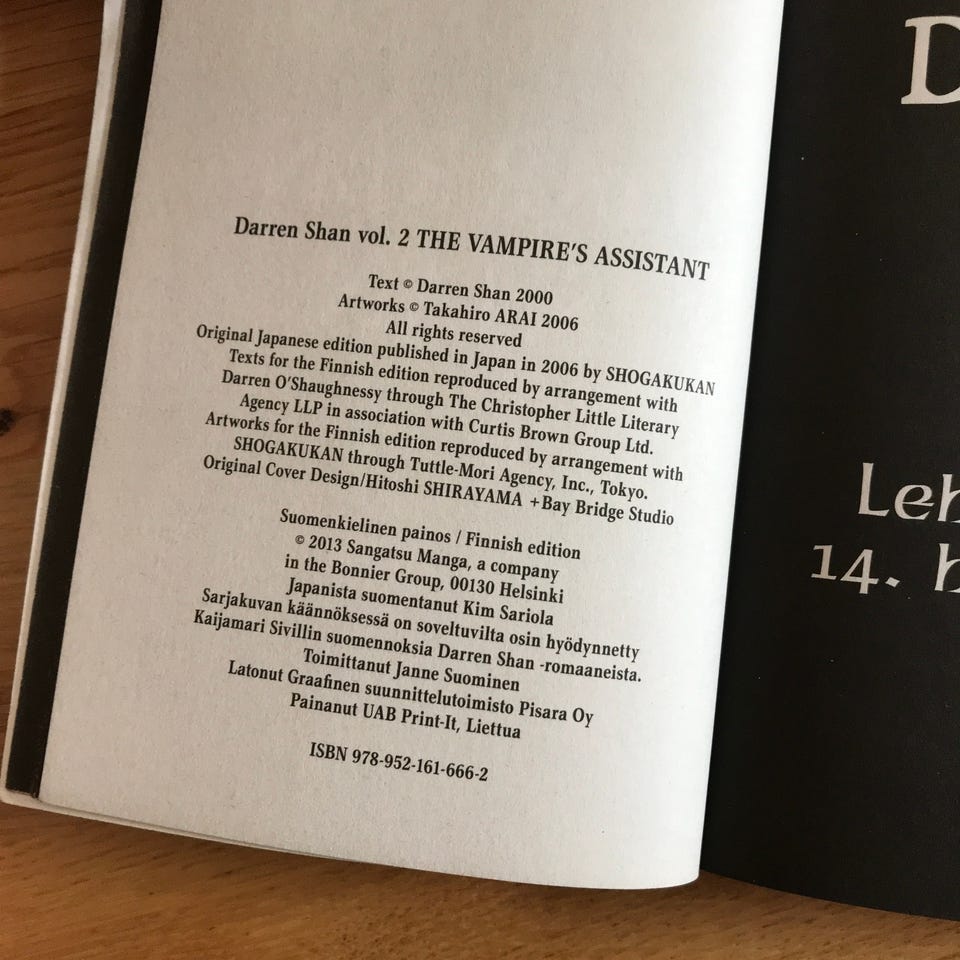 Darren Shan vol. 2 THE VAMPIRE'S ASSISTANT
Text © Darren Shan 2000
Artworks © Takahiro ARAI 2006
All rights reserved
Original Japanese edition published in Japan in 2006 by SHOGAKUKAN
Texts for the Finnish edition reproduced by arrangement with
Darren O'Shaughnessy through The Christopher Little Literary
Agency LLP in association with Curtis Brown Group Ltd.
Artworks for the Finnish edition reproduced by arrangement with
SHOGAKUKAN through Tuttle-Mori Agency, Inc., Tokyo.
Original Cover Design/Hitoshi SHIRAYAMA +Bay Bridge Studio
Suomenkielinen painos / Finnish edition
© 2013 Sangatsu Manga, a company
in the Bonnier Group, 00130 Helsinki
Japanista suomentanut Kim Sariola
Sarjakuvan käännöksessä on soveltuvilta osin hyödynnetty
Kaijamari Sivillin suomennoksia Darren Shan -romaaneista.
Toimittanut Janne Suominen
Latonut Graafinen suunnittelutoimisto Pisara Oy
Painanut UAB Print-It, Liettua
ISBN 978-952-161-666-2
14.